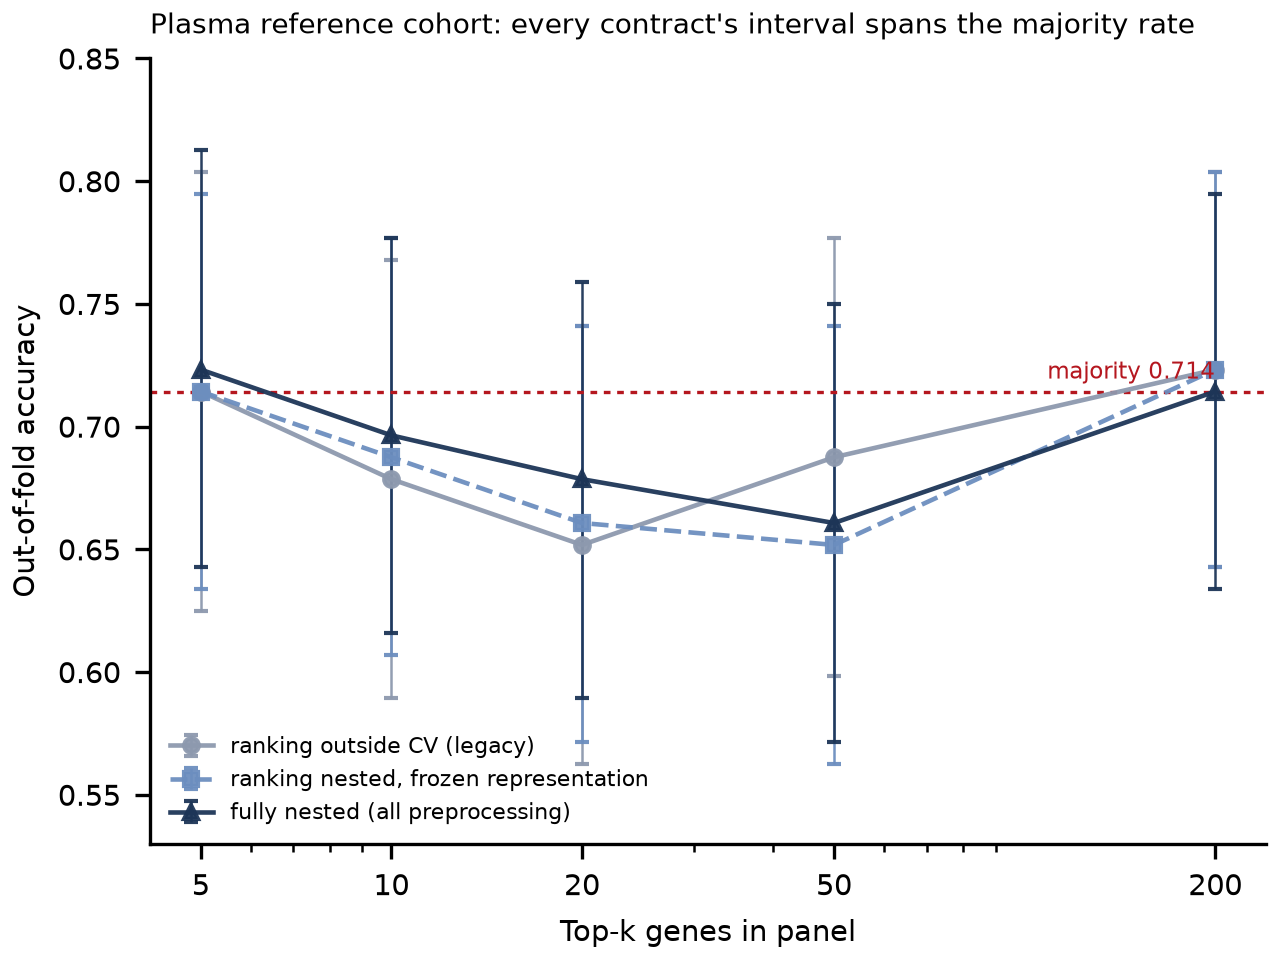 Plasma reference cohort: every contract's interval spans the majority rate
0.85
0.80
0.75
0.70
0.65
0.60
0.55
Out-of-fold accuracy
majority 0.714
ranking outside CV (legacy)
ranking nested, frozen representation
fully nested (all preprocessing)
5
10
20
50
200
Top-k genes in panel